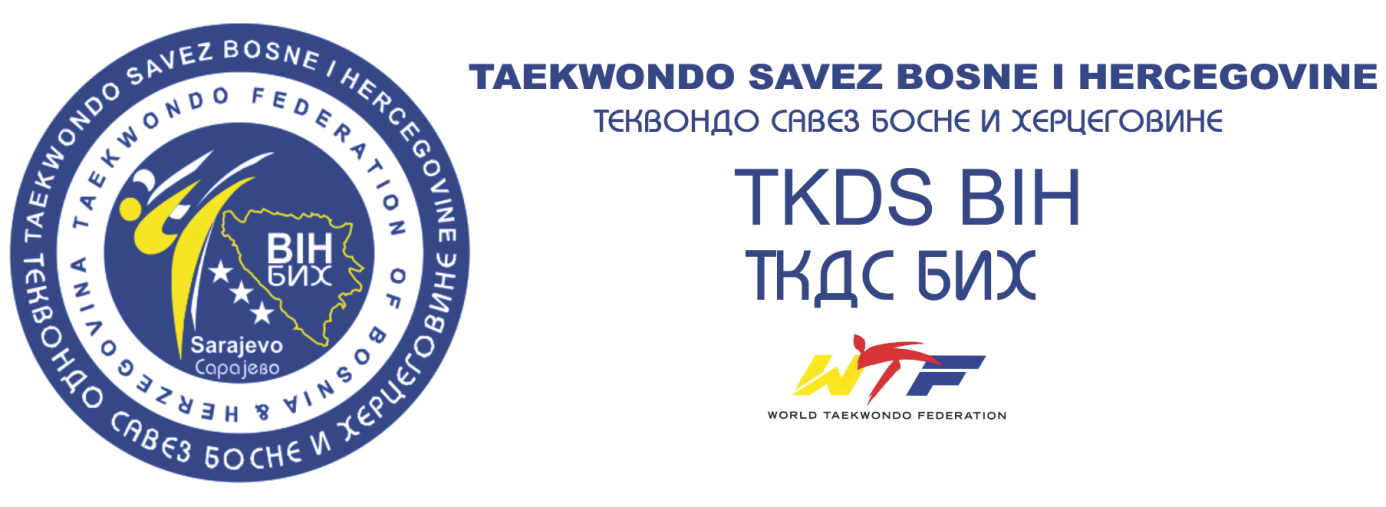 TAEKWONDO SAVEZ BOSNE I HERCEGOVINE
ТЕКВОНДО САВЕЗ БОСНЕ И ХЕРЦЕГОВИНЕ
TAEKWONDO FEDERATION OF BOSNIA & HERZEGOVINA
BIH
БИХ
Sarajevo
Сарајево
TAEKWONDO SAVEZ BOSNE I HERCEGOVINE
ТЕКВОНДО САВЕЗ БОСНЕ И ХЕРЦЕГОВИНЕ
TKDS BIH
ТКДС БИХ
WTF
WORLD TAEKWONDO FEDERATION